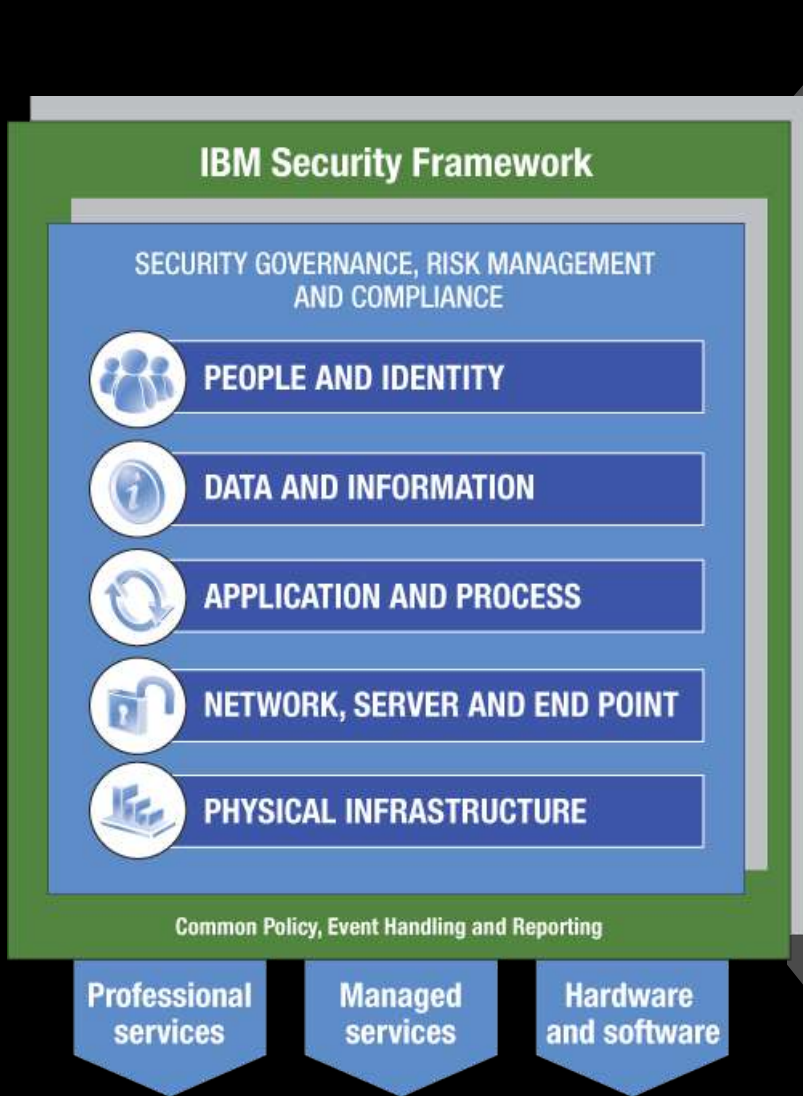 IBM Security Framework
SECURITY GOVERNANCE, RISK MANAGEMENT
AND COMPLIANCE
PEOPLE AND IDENTITY
DATA AND INFORMATION
APPLICATION AND PROCESS
NETWORK, SERVER AND END POINT
PHYSICAL INFRASTRUCTURE
Common Policy, Event Handling and Reporting
Professional
services
Managed
services
Hardware
and software